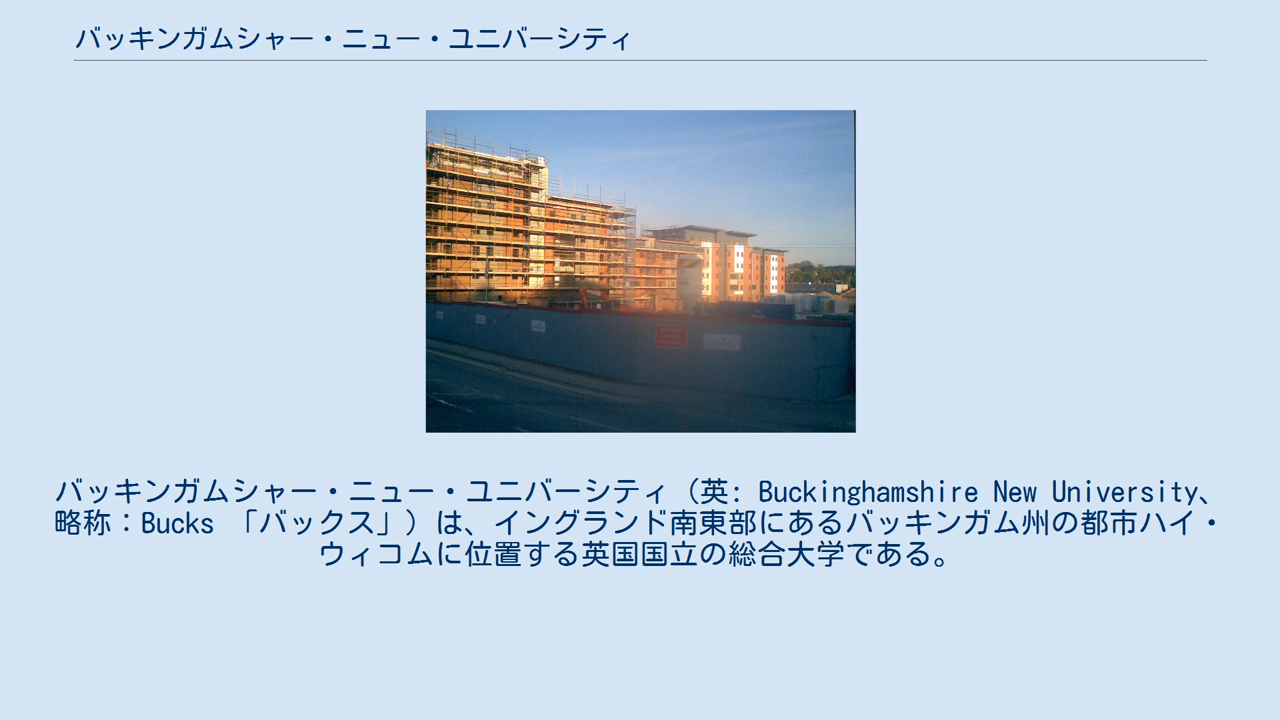 バッキンガムシャー・ニュー・ユニバーシティ
バッキンガムシャー・ニュー・ユニバーシティ（英: Buckinghamshire New University、
略称：Bucks 「バックス」）は、イングランド南東部にあるバッキンガム州の都市ハイ・
ウィコムに位置する英国国立の総合大学である。